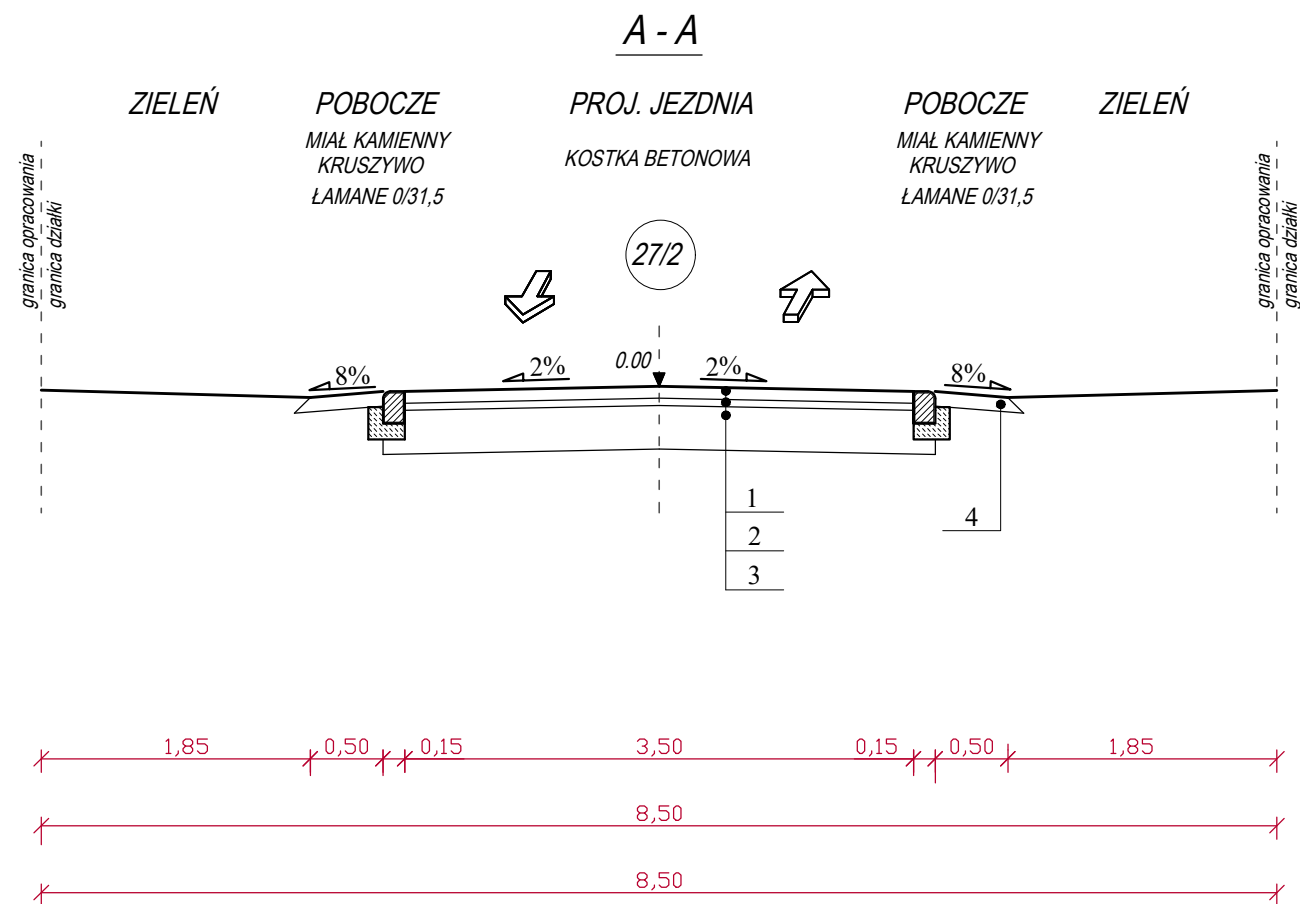 A - A
ZIELEŃ
POBOCZE
PROJ. JEZDNIA
POBOCZE
ZIELEŃ
MIAŁ KAMIENNY
KRUSZYWO
ŁAMANE 0/31,5
KOSTKA BETONOWA
MIAŁ KAMIENNY
KRUSZYWO
ŁAMANE 0/31,5
granica opracowania
granica działki
granica opracowania
granica działki
27/2
8%
2%
0.00
2%
8%
1
2
3
4
1,85
0,50
0,15
3,50
0,15
0,50
1,85
8,50
8,50